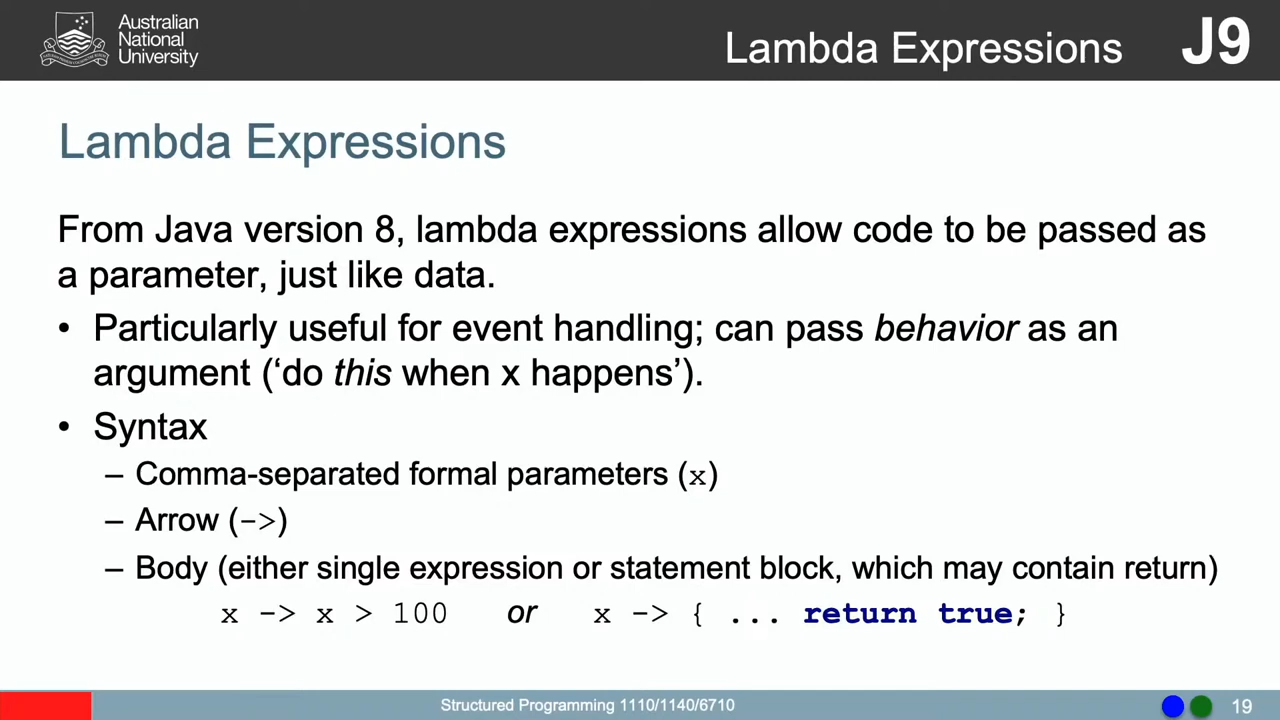 Australian
National
University
Lambda Expressions J9
Lambda Expressions
From Java version 8, lambda expressions allow code to be passed as
a parameter, just like data.
• Particularly useful for event handling; can pass behavior as an
argument (‘do this when x happens’).
• Syntax
– Comma-separated formal parameters (x)
– Arrow (->)
– Body (either single expression or statement block, which may contain return)
x -> x > 100 or x -> { ... return true; }
Structured Programming 1110/1140/6710
19